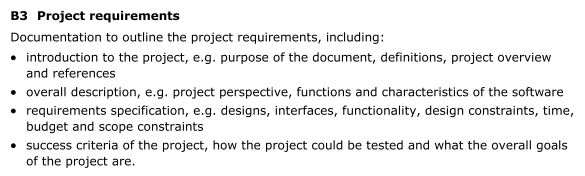 B3 Project requirements
Documentation to outline the project requirements, including:
• introduction to the project, e.g. purpose of the document, definitions, project overview
and references
• overall description, e.g. project perspective, functions and characteristics of the software
• requirements specification, e.g. designs, interfaces, functionality, design constraints, time,
budget and scope constraints
• success criteria of the project, how the project could be tested and what the overall goals
of the project are.